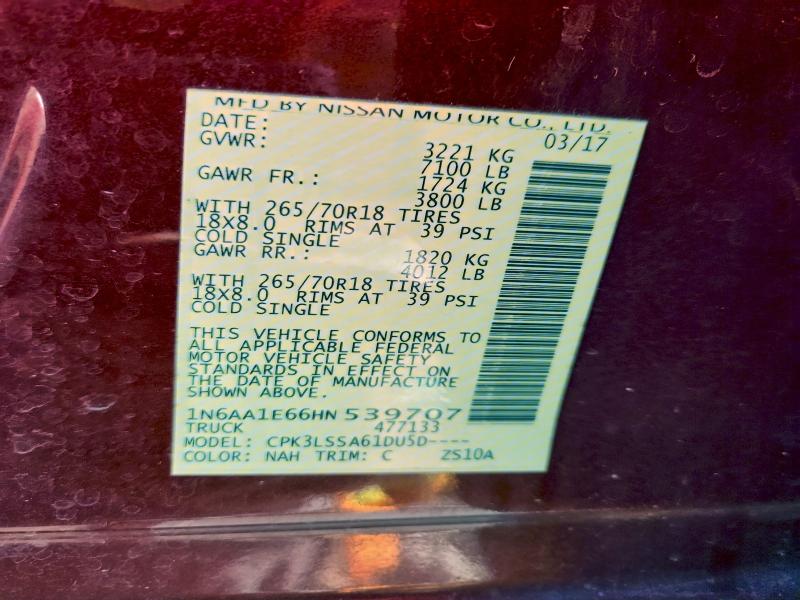 MFD BY NISSAN MOTOR CO., LTD.
DATE: 03/17
GVWR: 3221 KG
7100 LB
GAWR FR.: 1724 KG
3800 LB
WITH 265/70R18 TIRES
18X8.0 RIMS AT 39 PSI
COLD SINGLE
GAWR RR.: 1820 KG
4012 LB
WITH 265/70R18 TIRES
18X8.0 RIMS AT 39 PSI
COLD SINGLE
THIS VEHICLE CONFORMS TO
ALL APPLICABLE FEDERAL
MOTOR VEHICLE SAFETY
STANDARDS IN EFFECT ON
THE DATE OF MANUFACTURE
SHOWN ABOVE.
1N6AA1E66HN539707
TRUCK 477133
MODEL: CPK3LSSA61DU5D----
COLOR: NAH TRIM: C ZS10A